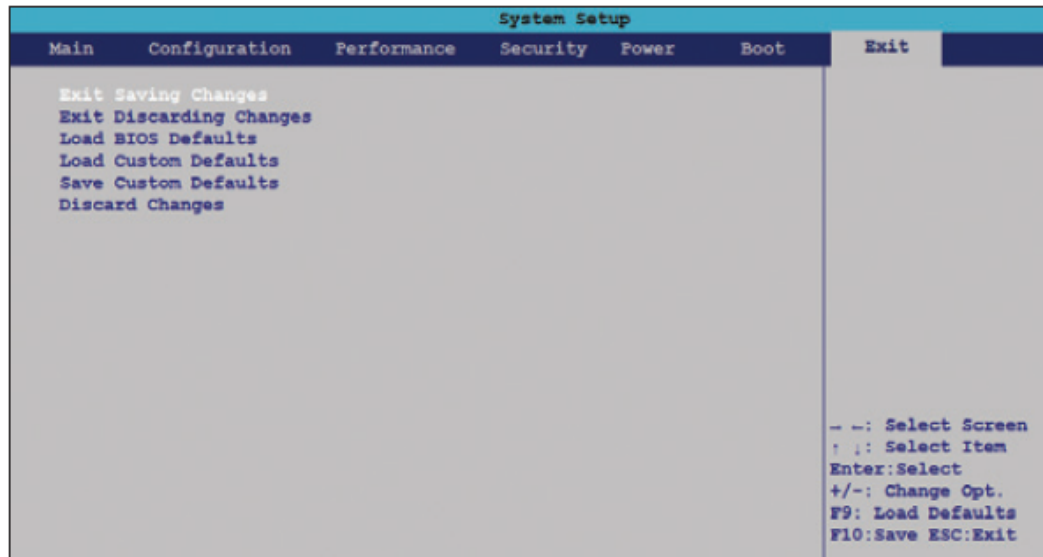 System Setup
Main Configuration Performance Security Power Boot Exit
Exit Saving Changes
Exit Discarding Changes
Load BIOS Defaults
Load Custom Defaults
Save Custom Defaults
Discard Changes
→ ←: Select Screen
↑ ↓: Select Item
Enter:Select
+/-: Change Opt.
F9: Load Defaults
F10:Save ESC:Exit